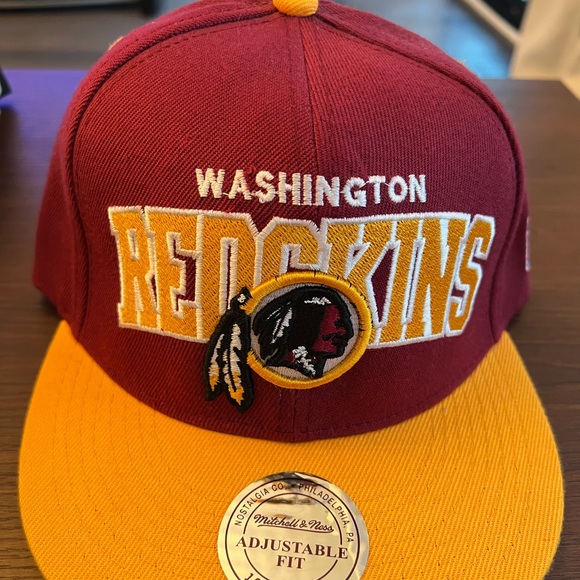 WASHINGTON
REDSKINS
NOSTALGIA CO. PHILADELPHIA, PA
Mitchell & Ness
ADJUSTABLE
FIT